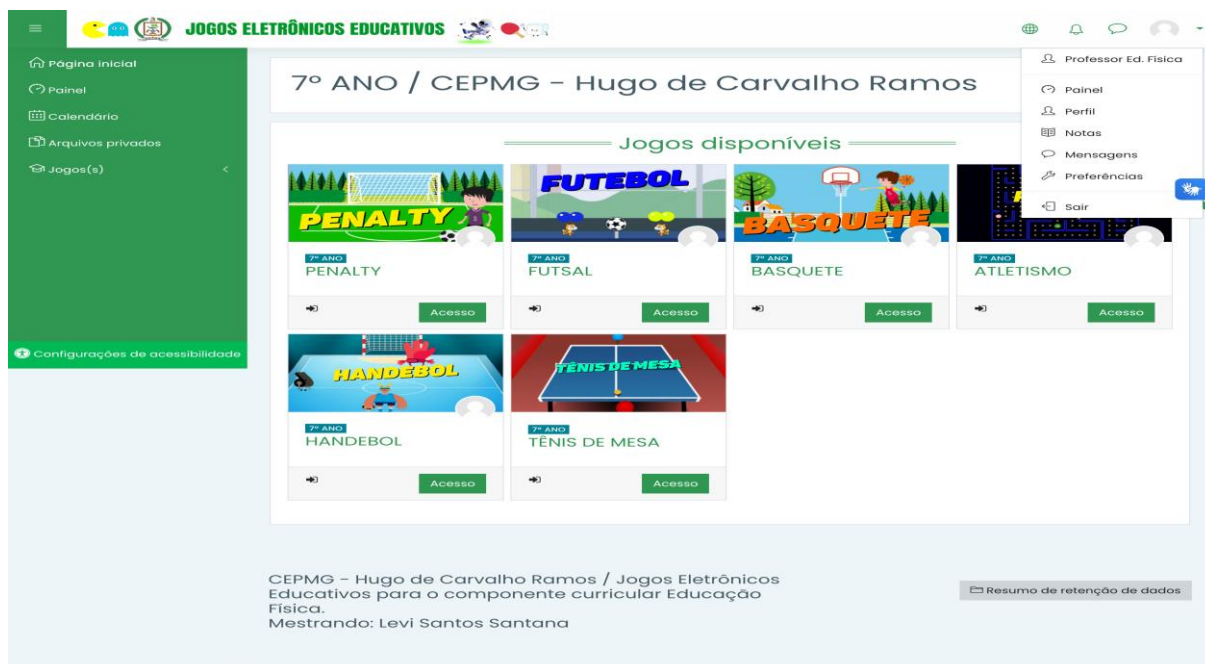 JOGOS ELETRÔNICOS EDUCATIVOS
Página inicial
Painel
Calendário
Arquivos privados
Jogos(s)
Configurações de acessibilidade
Professor Ed. Física
Painel
Perfil
Notas
Mensagens
Preferências
Sair
7º ANO / CEPMG - Hugo de Carvalho Ramos
Jogos disponíveis
PENALTY
7º ANO
PENALTY
Acesso
FUTEBOL
7º ANO
FUTSAL
Acesso
BASQUETE
7º ANO
BASQUETE
Acesso
7º ANO
ATLETISMO
Acesso
HANDEBOL
7º ANO
HANDEBOL
Acesso
TÊNIS DE MESA
7º ANO
TÊNIS DE MESA
Acesso
CEPMG - Hugo de Carvalho Ramos / Jogos Eletrônicos
Educativos para o componente curricular Educação
Física.
Mestrando: Levi Santos Santana
Resumo de retenção de dados